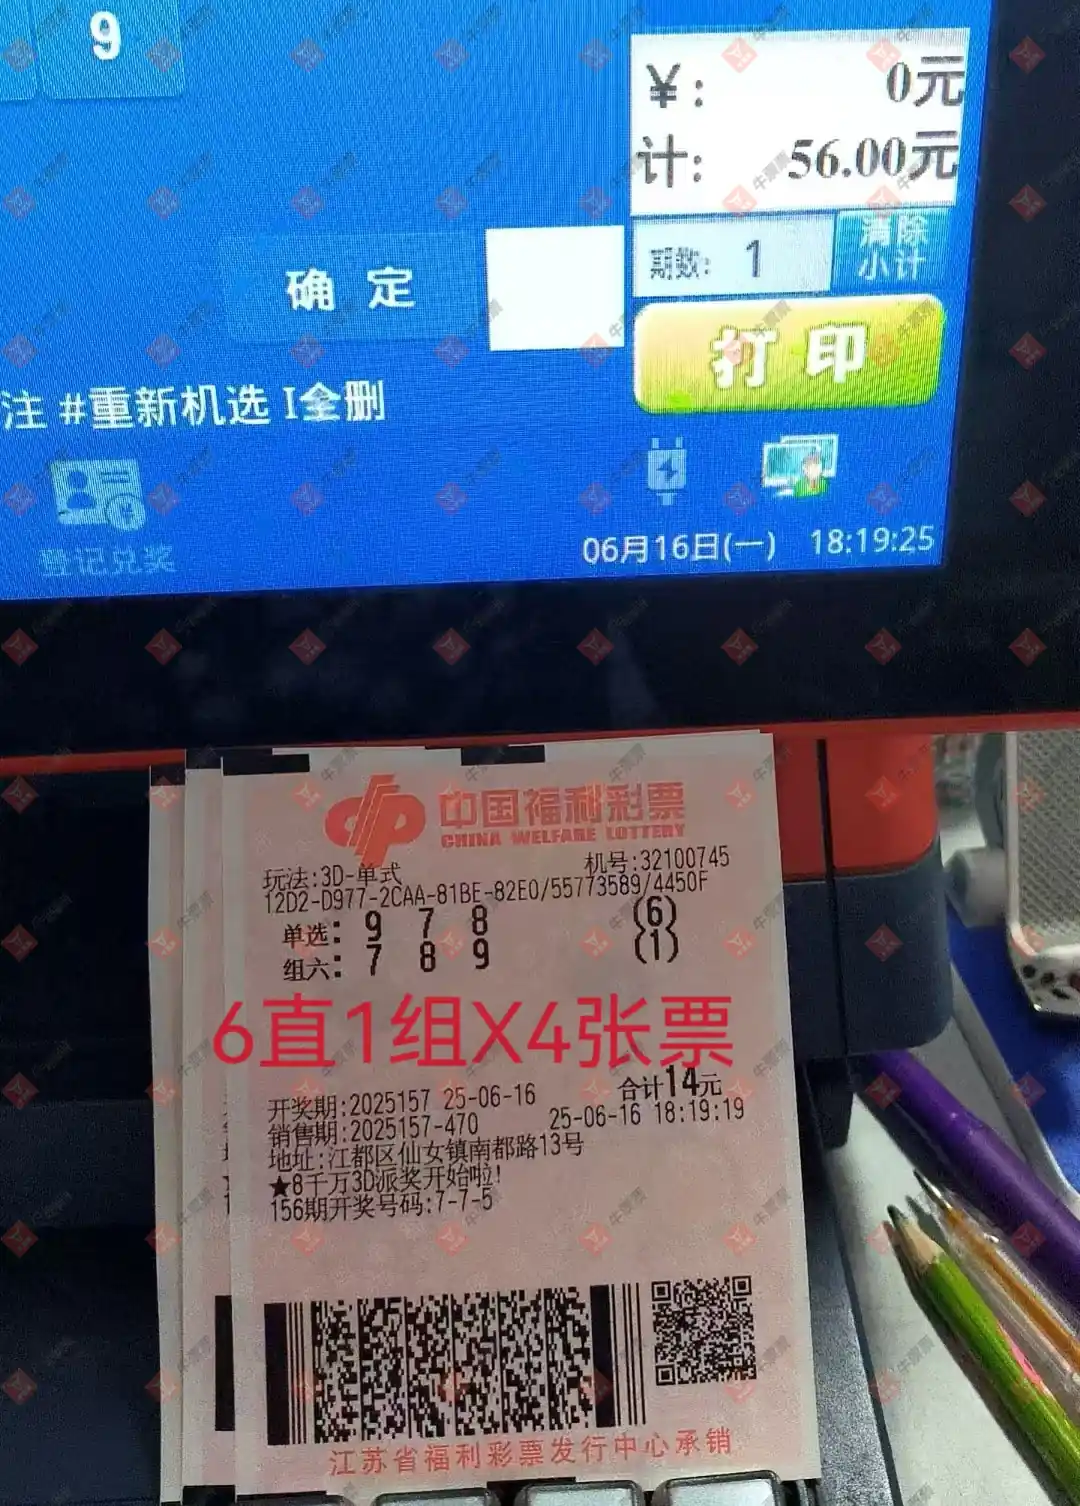 9
¥: 0元
计: 56.00元
期数: 1
清除
小计
确 定
打 印
注 #重新机选 I全删
登记兑奖
06月16日(一) 18:19:25
中国福利彩票
CHINA WELFARE LOTTERY
玩法:3D-单式 机号:32100745
12D2-D977-2CAA-81BE-82E0/55773589/4450F
单选: 9 7 8 (6)
组六: 7 8 9 (1)
6直1组X4张票
合计14元
开奖期:2025157 25-06-16
销售期:2025157-470 25-06-16 18:19:19
地址:江都区仙女镇南都路13号
★8千万3D派奖开始啦!
156期开奖号码:7-7-5
江苏省福利彩票发行中心承销